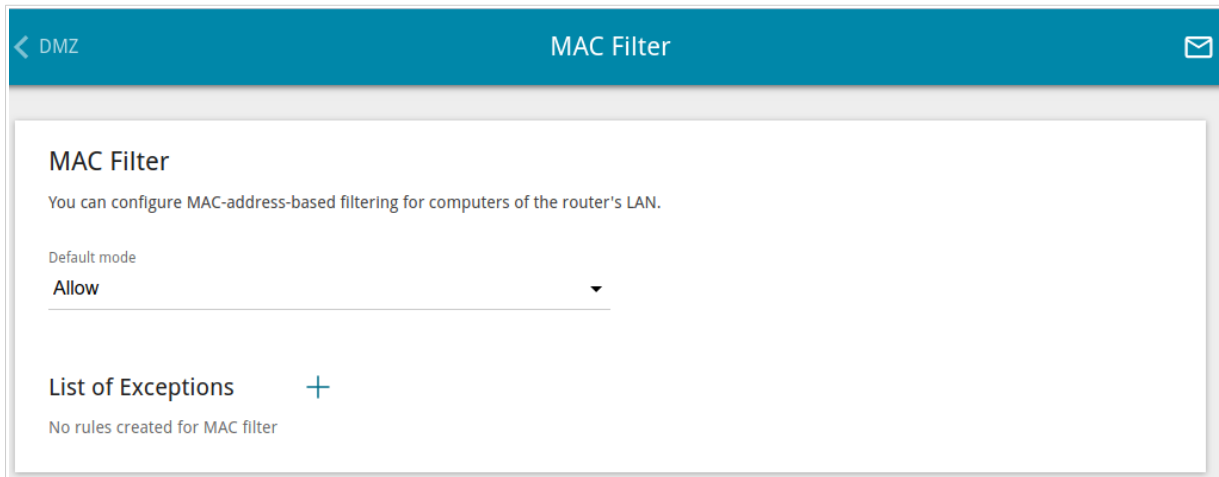 DMZ
MAC Filter
MAC Filter
You can configure MAC-address-based filtering for computers of the router's LAN.
Default mode
Allow
List of Exceptions
No rules created for MAC filter